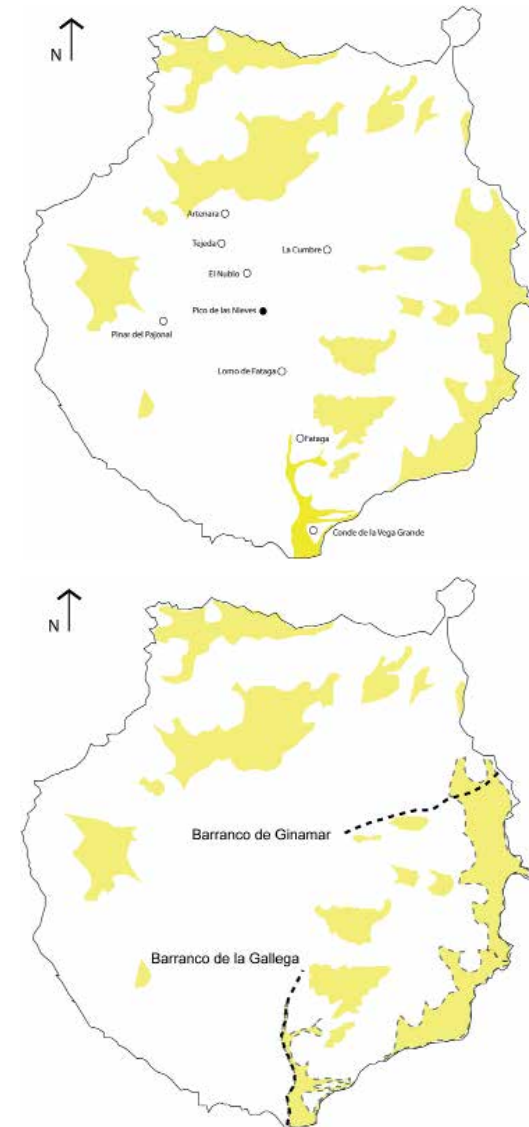 N
Artenara
Tejeda
La Cumbre
El Nublo
Pico de las Nieves
Pinar del Pajonal
Lomo de Fataga
Fataga
Conde de la Vega Grande
N
Barranco de Ginamar
Barranco de la Gallega